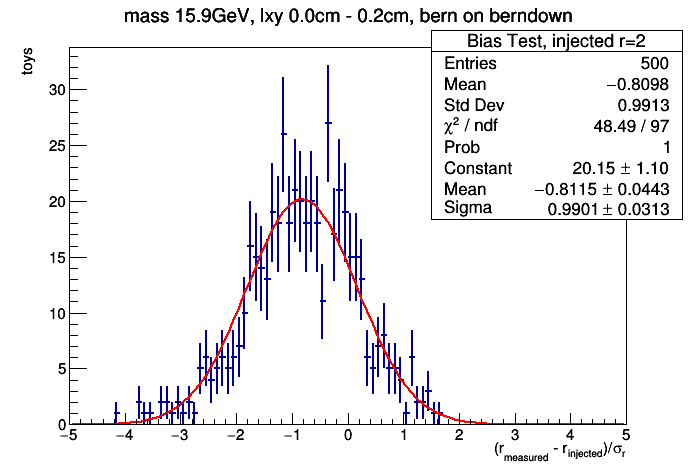 mass 15.9GeV, lxy 0.0cm - 0.2cm, bern on berndown
Bias Test, injected r=2
Entries 500
Mean −0.8098
Std Dev 0.9913
χ² / ndf 48.49 / 97
Prob 1
Constant 20.15 ± 1.10
Mean −0.8115 ± 0.0443
Sigma 0.9901 ± 0.0313
toys
30
25
20
15
10
5
0
−5 −4 −3 −2 −1 0 1 2 3 4 5
(r_measured - r_injected)/σ_r